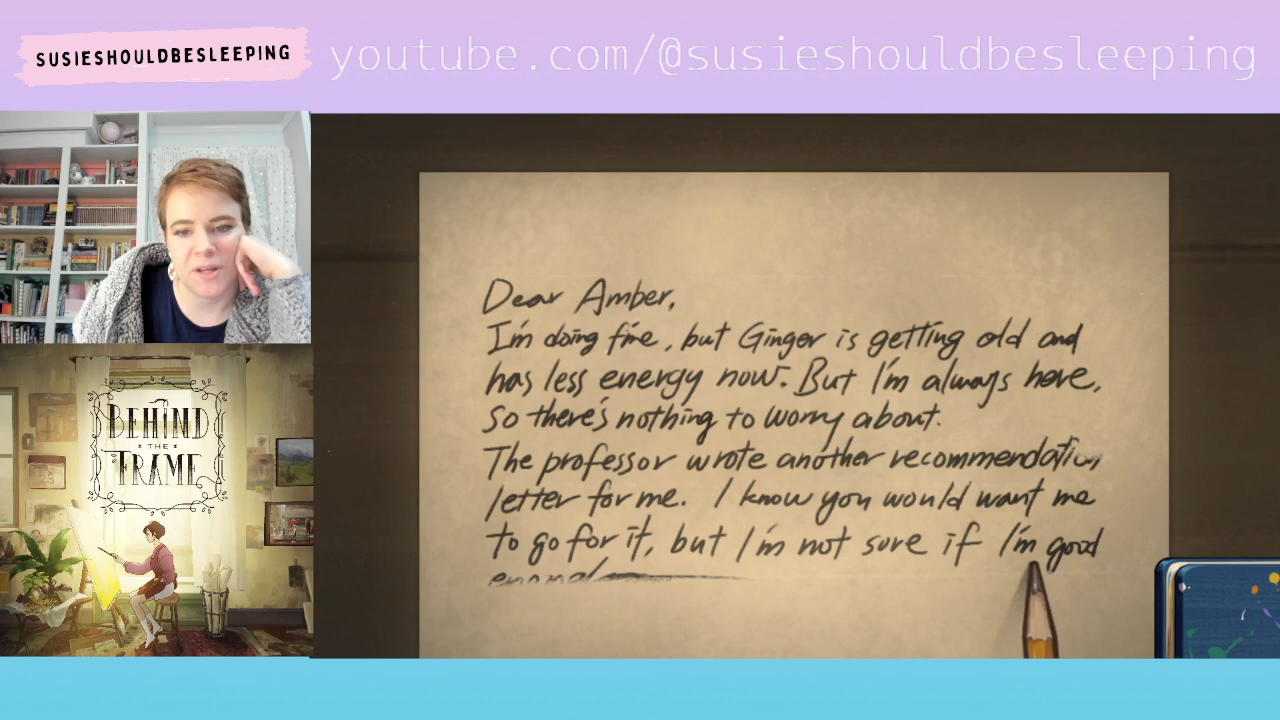 SUSIESHOULDBESLEEPING
youtube.com/@susieshouldbesleeping
BEHIND
THE
FRAME
23
Dear Amber,
I'm doing fine, but Ginger is getting old and
has less energy now. But I'm always here,
so there's nothing to worry about.
The professor wrote another recommendation
letter for me. I know you would want me
to go for it, but I'm not sure if I'm good